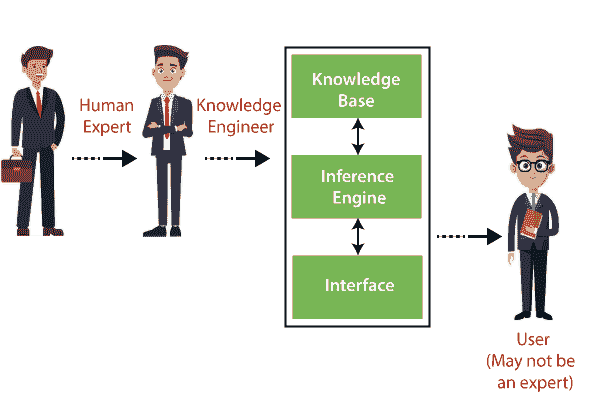 Human
Expert
Knowledge
Engineer
Knowledge
Base
Inference
Engine
Interface
User
(May not be
an expert)